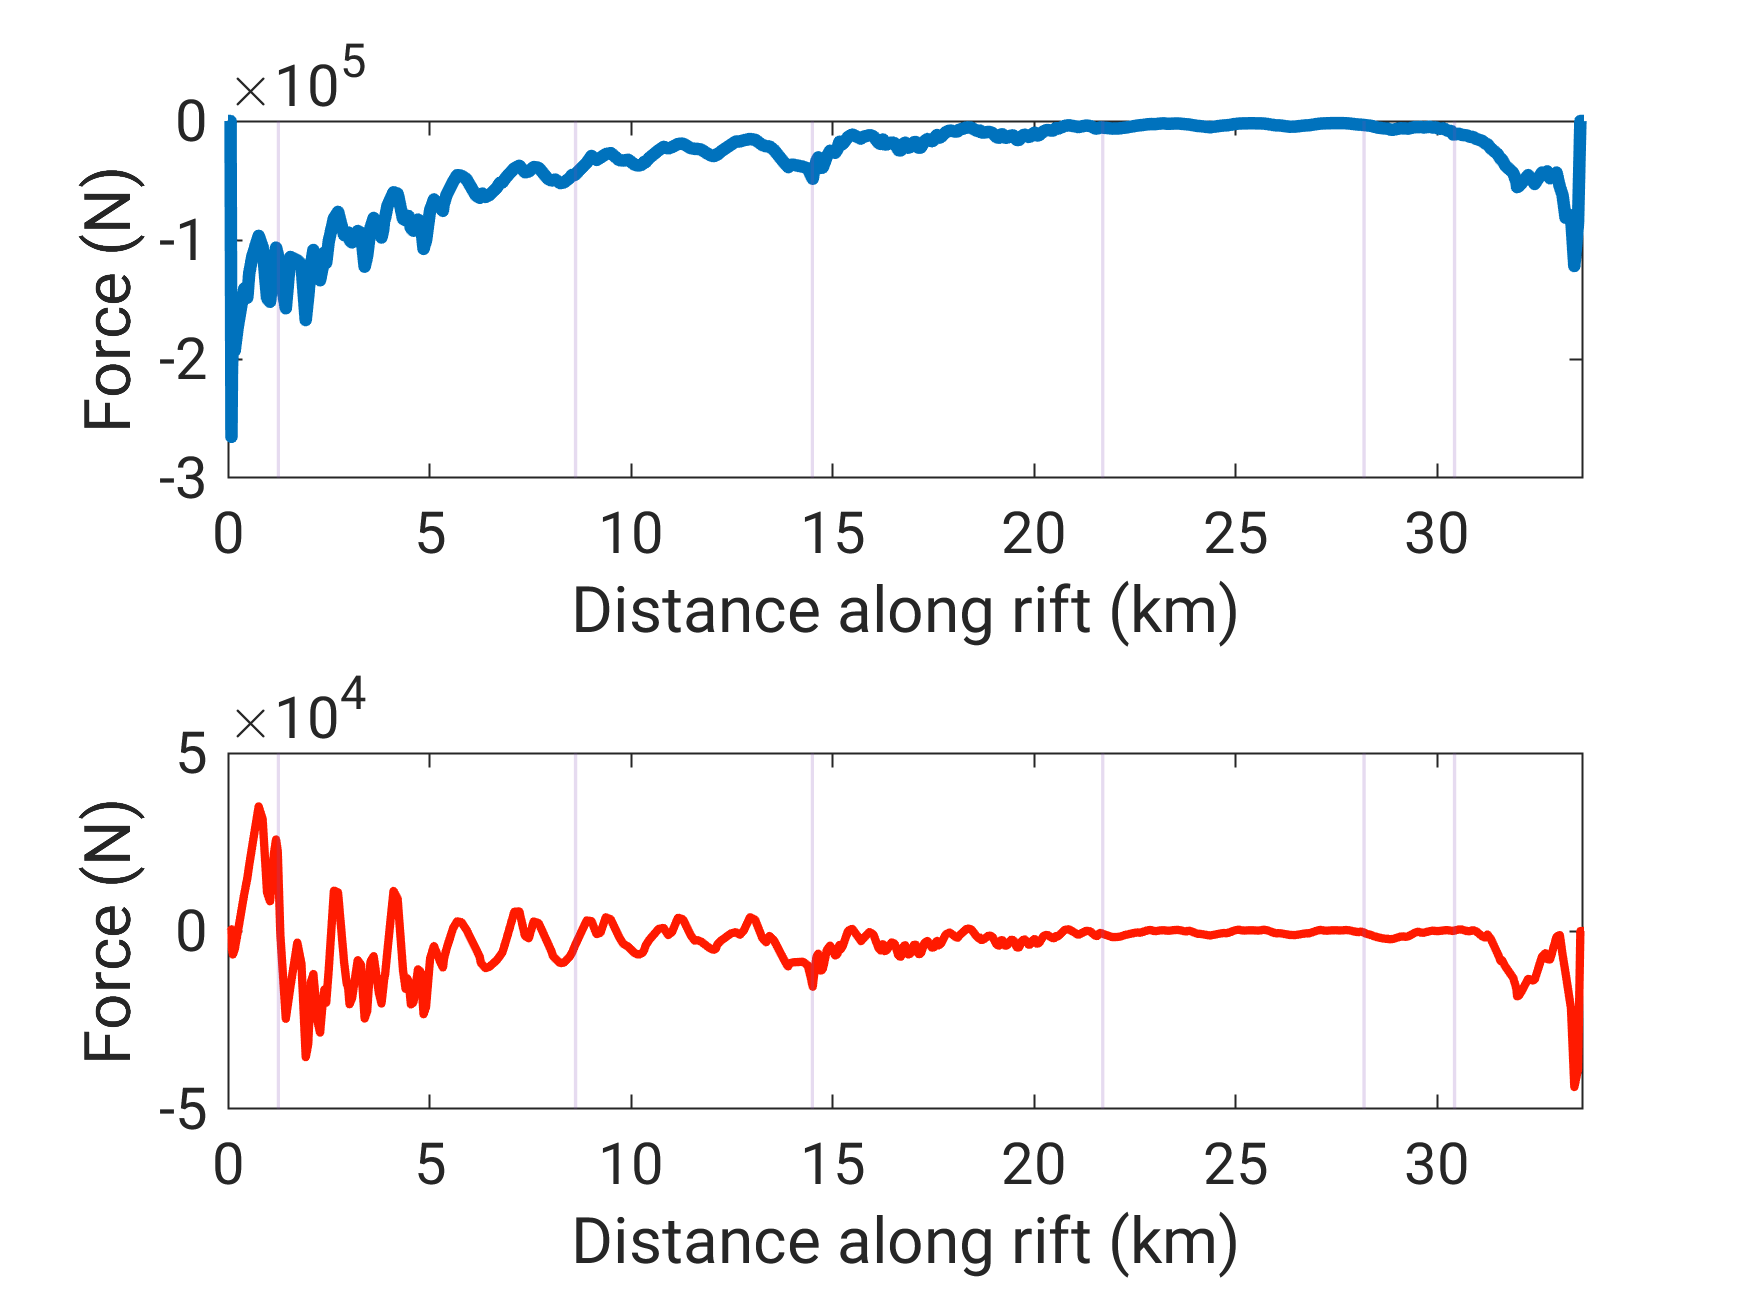 ×10^5
0
-1
-2
-3
Force (N)
0 5 10 15 20 25 30
Distance along rift (km)
×10^4
5
0
-5
Force (N)
0 5 10 15 20 25 30
Distance along rift (km)